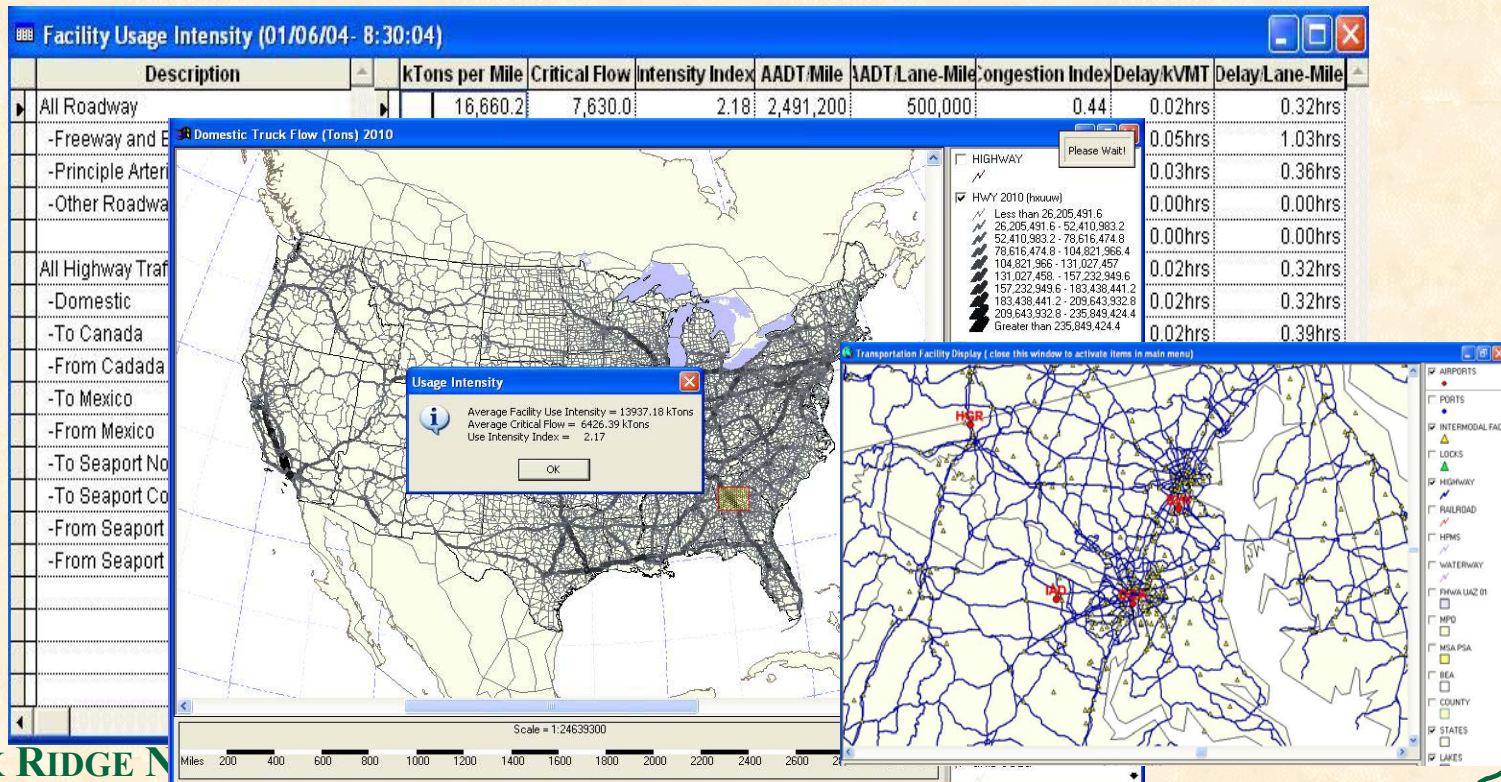 Facility Usage Intensity (01/06/04- 8:30:04)
Description kTons per Mile Critical Flow Intensity Index AADT/Mile AADT/Lane-Mile Congestion Index Delay/kVMT Delay/Lane-Mile
All Roadway 16,660.2 7,630.0 2.18 2,491,200 500,000 0.44 0.02hrs 0.32hrs
-Freeway and E 0.05hrs 1.03hrs
-Principle Arteri 0.03hrs 0.36hrs
-Other Roadwa 0.00hrs 0.00hrs
0.00hrs 0.00hrs
All Highway Traf 0.02hrs 0.32hrs
-Domestic 0.02hrs 0.32hrs
-To Canada 0.02hrs 0.39hrs
-From Cadada
-To Mexico
-From Mexico
-To Seaport No
-To Seaport Co
-From Seaport
-From Seaport
Domestic Truck Flow (Tons) 2010
Please Wait!
HIGHWAY
HWY 2010 (hxuuw)
Less than 26,205,491.6
26,205,491.6 - 52,410,983.2
52,410,983.2 - 78,616,474.8
78,616,474.8 - 104,821,966.4
104,821,966 - 131,027,457
131,027,458. - 157,232,949.6
157,232,949.6 - 183,438,441.2
183,438,441.2 - 209,643,932.8
209,643,932.8 - 235,849,424.4
Greater than 235,849,424.4
Usage Intensity
Average Facility Use Intensity = 13937.18 kTons
Average Critical Flow = 6426.39 kTons
Use Intensity Index = 2.17
OK
Scale = 1:24639300
Miles 200 400 600 800 1000 1200 1400 1600 1800 2000 2200 2400 2600
Transportation Facility Display ( close this window to activate items in main menu)
HGR
IAD
DCA
AIRPORTS
PORTS
INTERMODAL FAC
LOCKS
HIGHWAY
RAILROAD
HPMS
WATERWAY
FHWA UAZ 01
MPO
MSA PSA
BEA
COUNTY
STATES
LAKES
RIDGE N